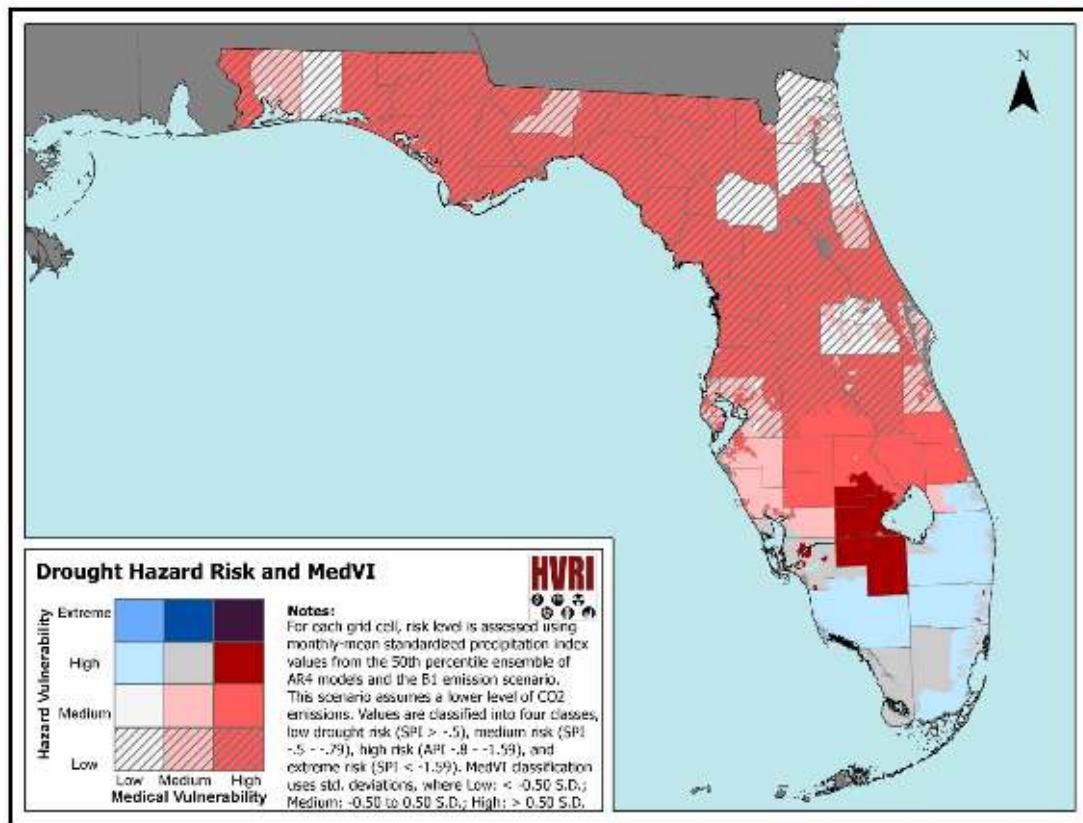 N
Drought Hazard Risk and MedVI
HVRI
Hazard Vulnerability
Extreme
High
Medium
Low
Low Medium High
Medical Vulnerability
Notes:
For each grid cell, risk level is assessed using
monthly-mean standardized precipitation index
values from the 50th percentile ensemble of
AR4 models and the B1 emission scenario.
This scenario assumes a lower level of CO2
emissions. Values are classified into four classes,
low drought risk (SPI > -.5), medium risk (SPI
-.5 - -.79), high risk (API -.8 - -1.59), and
extreme risk (SPI < -1.59). MedVI classification
uses std. deviations, where Low: < -0.50 S.D.;
Medium: -0.50 to 0.50 S.D.; High: > 0.50 S.D.